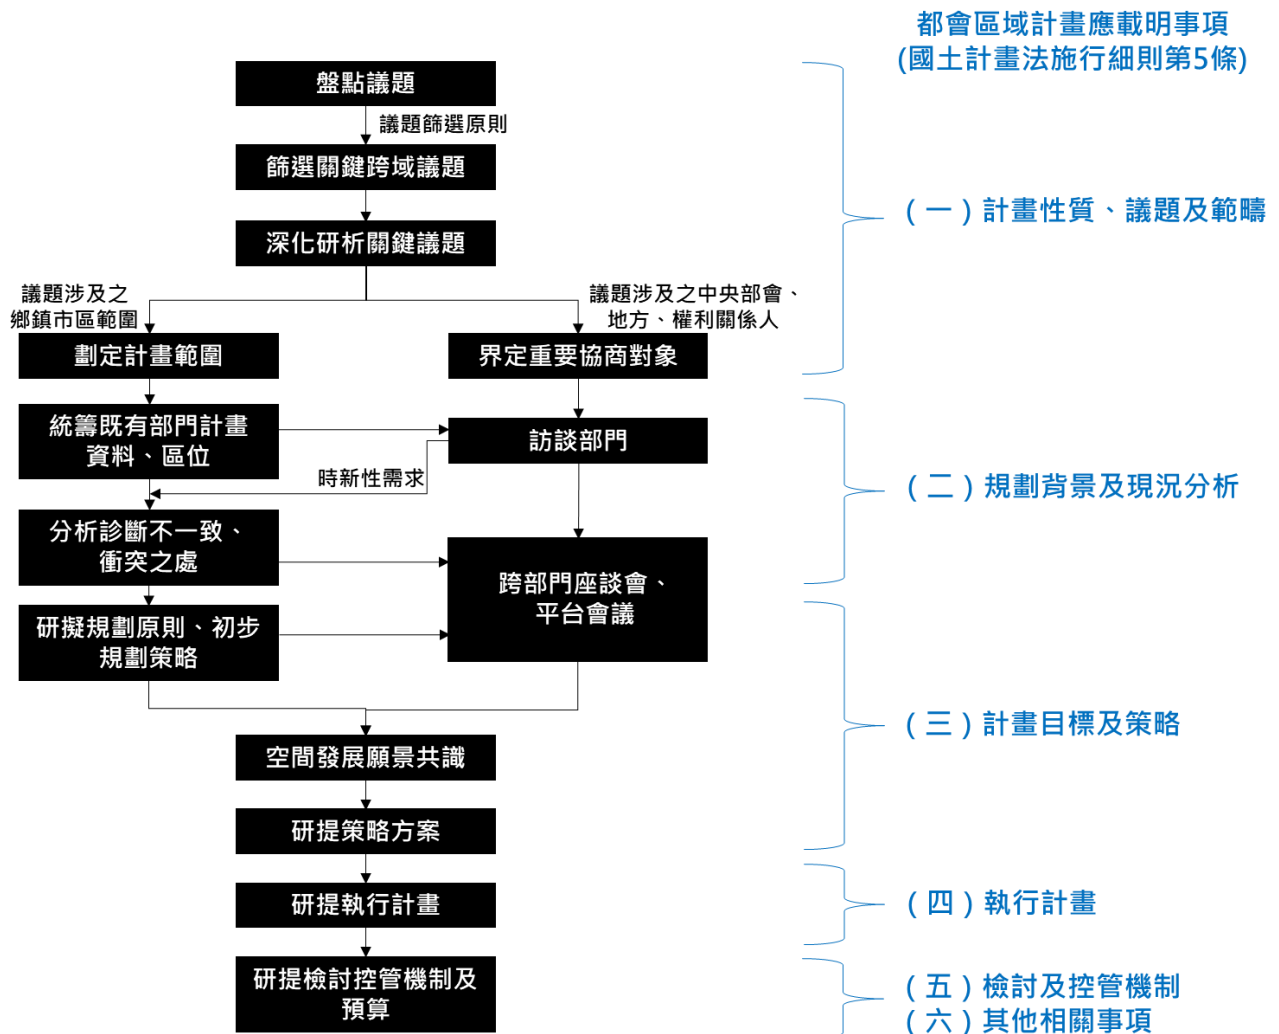 都會區域計畫應載明事項
(國土計畫法施行細則第5條)
盤點議題
議題篩選原則
篩選關鍵跨域議題
深化研析關鍵議題
(一)計畫性質、議題及範疇
議題涉及之
鄉鎮市區範圍
議題涉及之中央部會、
地方、權利關係人
劃定計畫範圍
界定重要協商對象
統籌既有部門計畫
資料、區位
訪談部門
時新性需求
(二)規劃背景及現況分析
分析診斷不一致、
衝突之處
跨部門座談會、
平台會議
研擬規劃原則、初步
規劃策略
(三)計畫目標及策略
空間發展願景共識
研提策略方案
研提執行計畫
(四)執行計畫
研提檢討控管機制及
預算
(五)檢討及控管機制
(六)其他相關事項